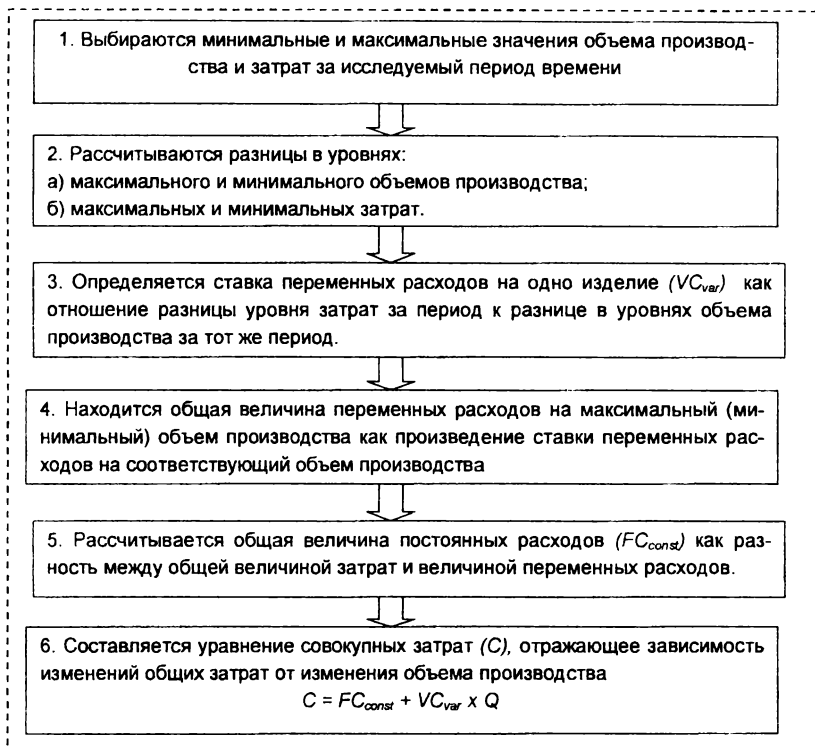 1. Выбираются минимальные и максимальные значения объема производ-
ства и затрат за исследуемый период времени
2. Рассчитываются разницы в уровнях:
а) максимального и минимального объемов производства;
б) максимальных и минимальных затрат.
3. Определяется ставка переменных расходов на одно изделие (VCvar) как
отношение разницы уровня затрат за период к разнице в уровнях объема
производства за тот же период.
4. Находится общая величина переменных расходов на максимальный (ми-
нимальный) объем производства как произведение ставки переменных рас-
ходов на соответствующий объем производства
5. Рассчитывается общая величина постоянных расходов (FCconst) как раз-
ность между общей величиной затрат и величиной переменных расходов.
6. Составляется уравнение совокупных затрат (С), отражающее зависимость
изменений общих затрат от изменения объема производства
C = FCconst + VCvar x Q